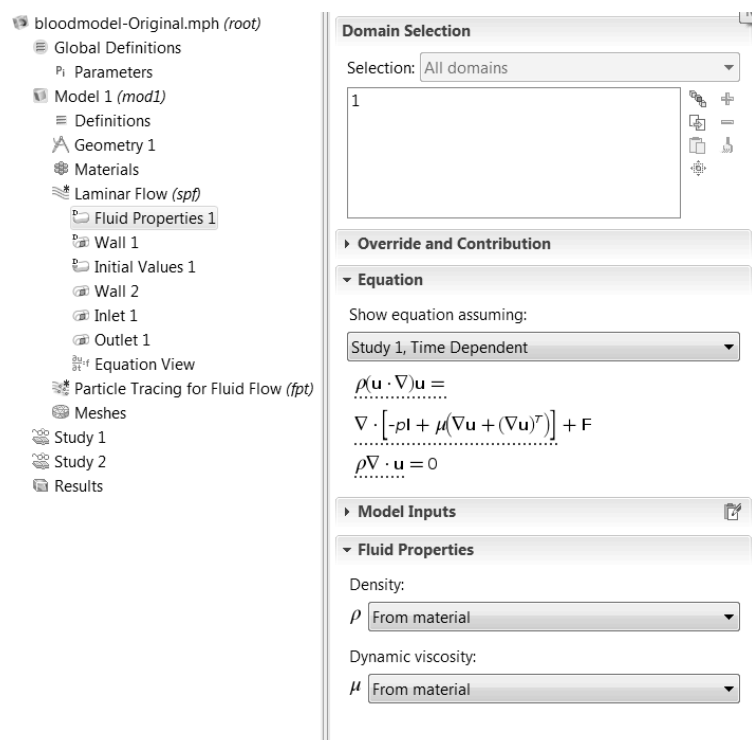 bloodmodel-Original.mph (root)
Global Definitions
Pi Parameters
Model 1 (mod1)
Definitions
Geometry 1
Materials
Laminar Flow (spf)
Fluid Properties 1
Wall 1
Initial Values 1
Wall 2
Inlet 1
Outlet 1
Equation View
Particle Tracing for Fluid Flow (fpt)
Meshes
Study 1
Study 2
Results
Domain Selection
Selection: All domains
1
Override and Contribution
Equation
Show equation assuming:
Study 1, Time Dependent
ρ(u · ∇)u =
∇ · [-pI + μ(∇u + (∇u)ᵀ)] + F
ρ∇ · u = 0
Model Inputs
Fluid Properties
Density:
ρ From material
Dynamic viscosity:
μ From material